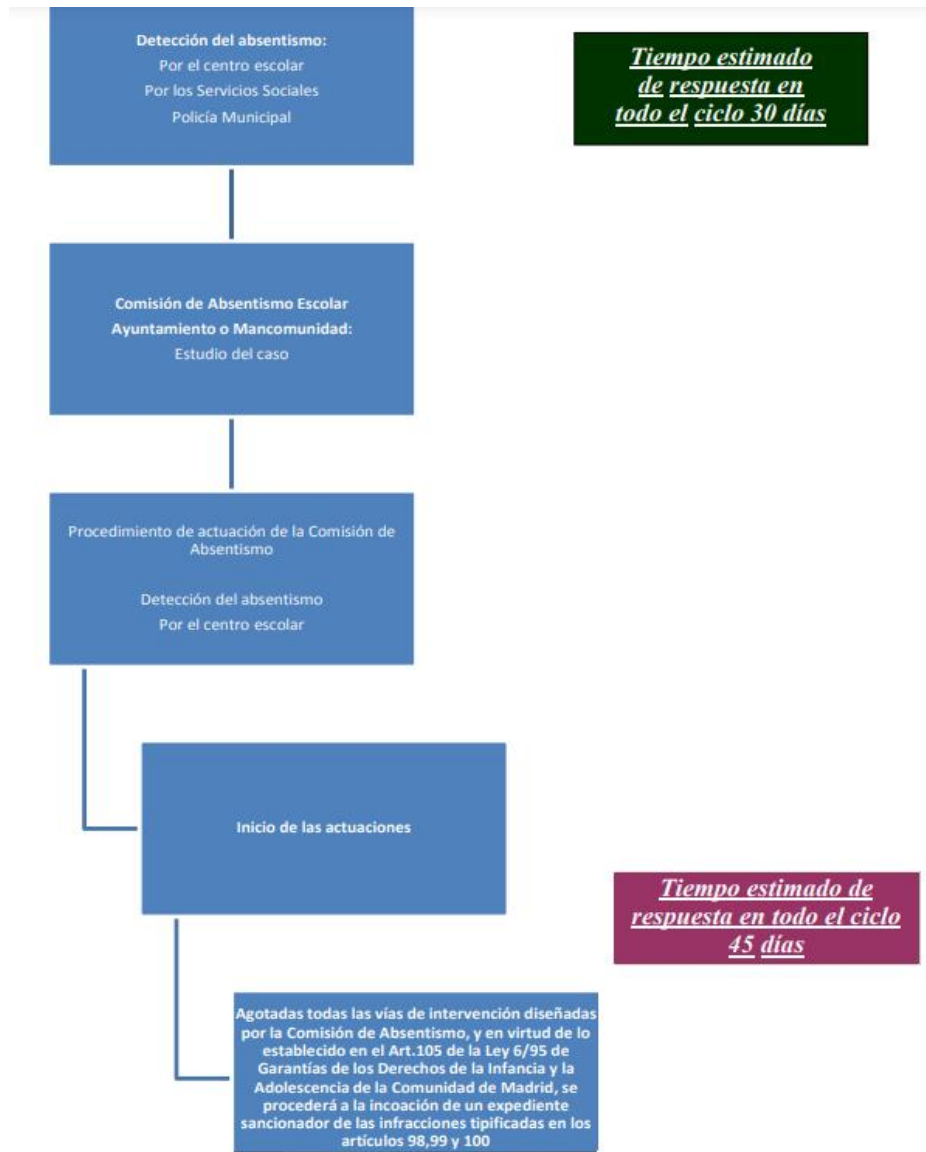 Detección del absentismo:
Por el centro escolar
Por los Servicios Sociales
Policía Municipal
Tiempo estimado
de respuesta en
todo el ciclo 30 días
Comisión de Absentismo Escolar
Ayuntamiento o Mancomunidad:
Estudio del caso
Procedimiento de actuación de la Comisión de
Absentismo
Detección del absentismo
Por el centro escolar
Inicio de las actuaciones
Tiempo estimado de
respuesta en todo el ciclo
45 días
Agotadas todas las vías de intervención diseñadas
por la Comisión de Absentismo, y en virtud de lo
establecido en el Art.105 de la Ley 6/95 de
Garantías de los Derechos de la Infancia y la
Adolescencia de la Comunidad de Madrid, se
procederá a la incoación de un expediente
sancionador de las infracciones tipificadas en los
artículos 98,99 y 100